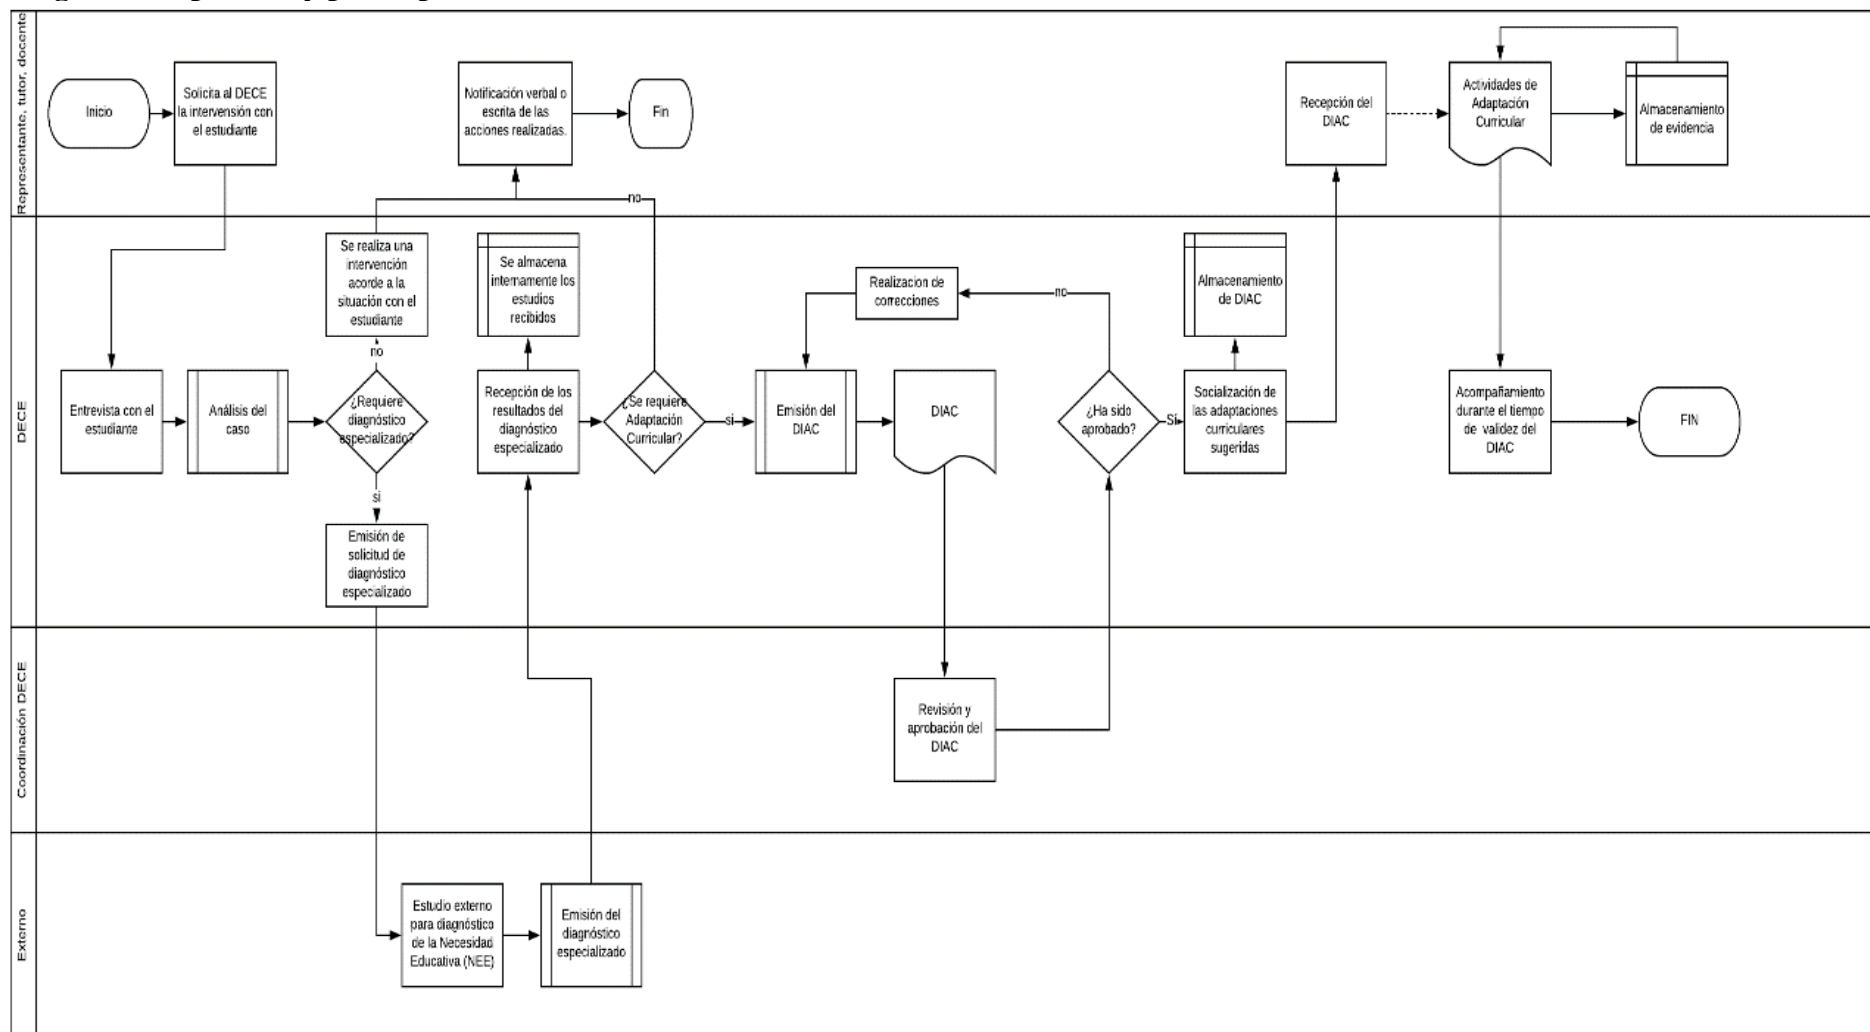 Representante, tutor, docente
Inicio
Solicita al DECE
la intervención con
el estudiante
Notificación verbal o
escrita de las
acciones realizadas.
Fin
Recepción del
DIAC
Actividades de
Adaptación
Curricular
Almacenamiento
de evidencia
no
DECE
Entrevista con el
estudiante
Análisis del
caso
Se realiza una
intervención
acorde a la
situación con el
estudiante
no
¿Requiere
diagnóstico
especializado?
si
Emisión de
solicitud de
diagnóstico
especializado
Se almacena
internamente los
estudios
recibidos
Recepción de los
resultados del
diagnóstico
especializado
¿Se requiere
Adaptación
Curricular?
si
Emisión del
DIAC
Realizacion de
correcciones
DIAC
no
¿Ha sido
aprobado?
Sí
Almacenamiento
de DIAC
Socialización de
las adaptaciones
curriculares
sugeridas
Acompañamiento
durante el tiempo
de validez del
DIAC
FIN
Coordinación DECE
Revisión y
aprobación del
DIAC
Externo
Estudio externo
para diagnóstico
de la Necesidad
Educativa (NEE)
Emisión del
diagnóstico
especializado